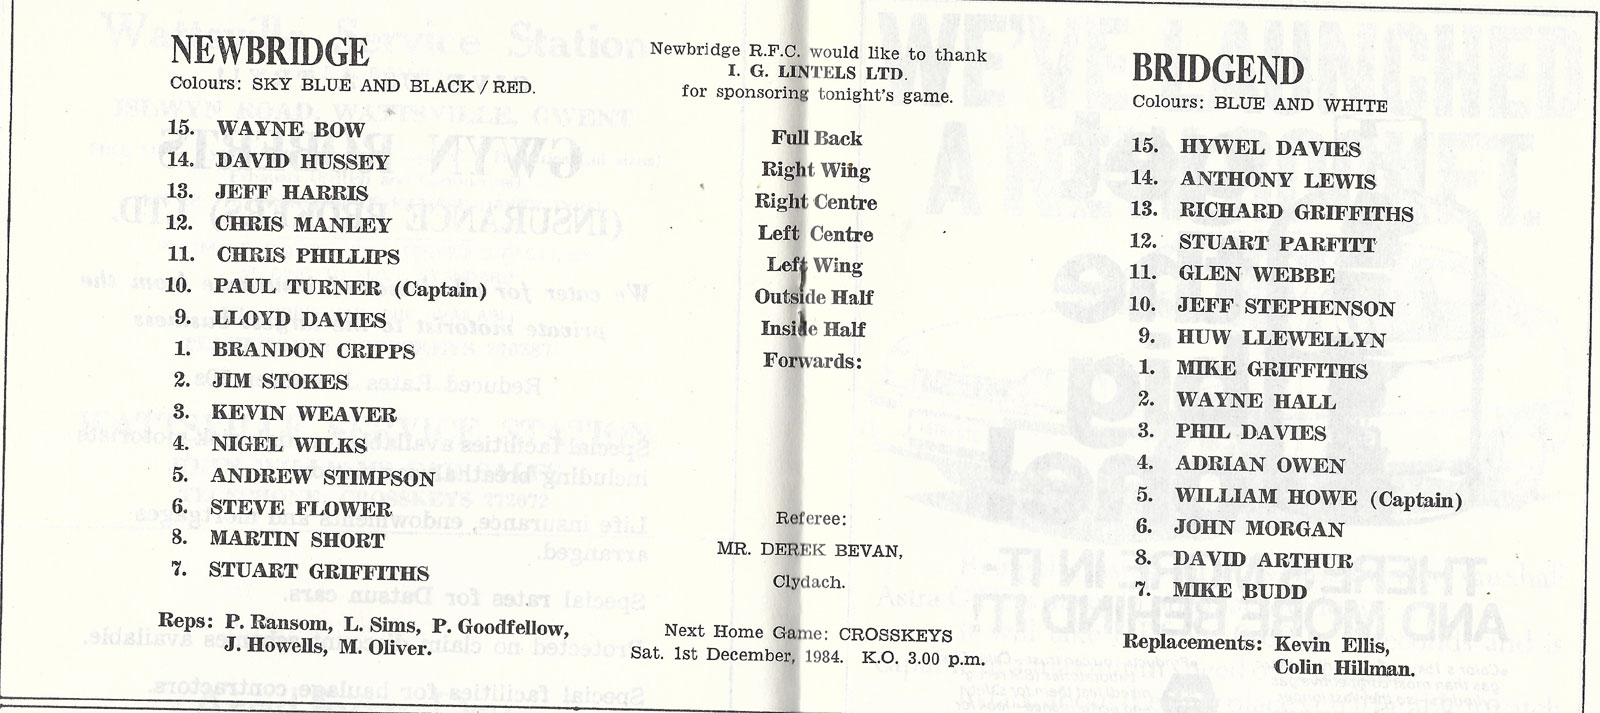 NEWBRIDGE
Colours: SKY BLUE AND BLACK/RED.
15. WAYNE BOW
14. DAVID HUSSEY
13. JEFF HARRIS
12. CHRIS MANLEY
11. CHRIS PHILLIPS
10. PAUL TURNER (Captain)
9. LLOYD DAVIES
1. BRANDON CRIPPS
2. JIM STOKES
3. KEVIN WEAVER
4. NIGEL WILKS
5. ANDREW STIMPSON
6. STEVE FLOWER
8. MARTIN SHORT
7. STUART GRIFFITHS
Reps: P. Ransom, L. Sims, P. Goodfellow,
J. Howells, M. Oliver.
Newbridge R.F.C. would like to thank
I. G. LINTELS LTD.
for sponsoring tonight's game.
Full Back
Right Wing
Right Centre
Left Centre
Left Wing
Outside Half
Inside Half
Forwards:
Referee:
MR. DEREK BEVAN,
Clydach.
Next Home Game: CROSSKEYS
Sat. 1st December, 1984. K.O. 3.00 p.m.
BRIDGEND
Colours: BLUE AND WHITE
15. HYWEL DAVIES
14. ANTHONY LEWIS
13. RICHARD GRIFFITHS
12. STUART PARFITT
11. GLEN WEBBE
10. JEFF STEPHENSON
9. HUW LLEWELLYN
1. MIKE GRIFFITHS
2. WAYNE HALL
3. PHIL DAVIES
4. ADRIAN OWEN
5. WILLIAM HOWE (Captain)
6. JOHN MORGAN
8. DAVID ARTHUR
7. MIKE BUDD
Replacements: Kevin Ellis,
Colin Hillman.